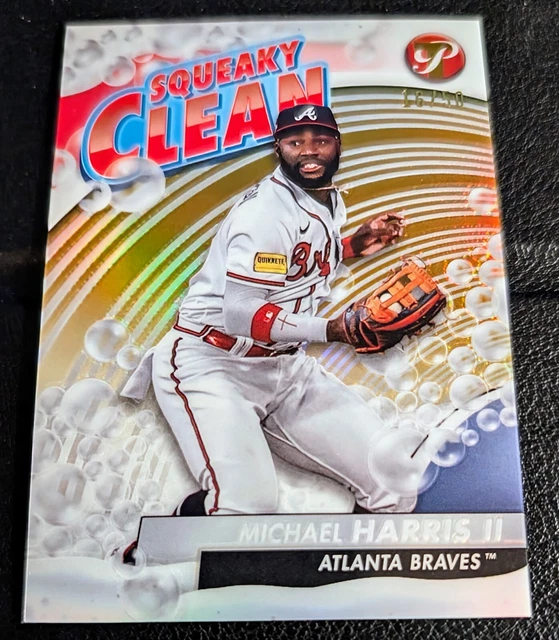 SQUEAKY
CLEAN
P
A
QUIKRETE
MICHAEL HARRIS II
ATLANTA BRAVES™